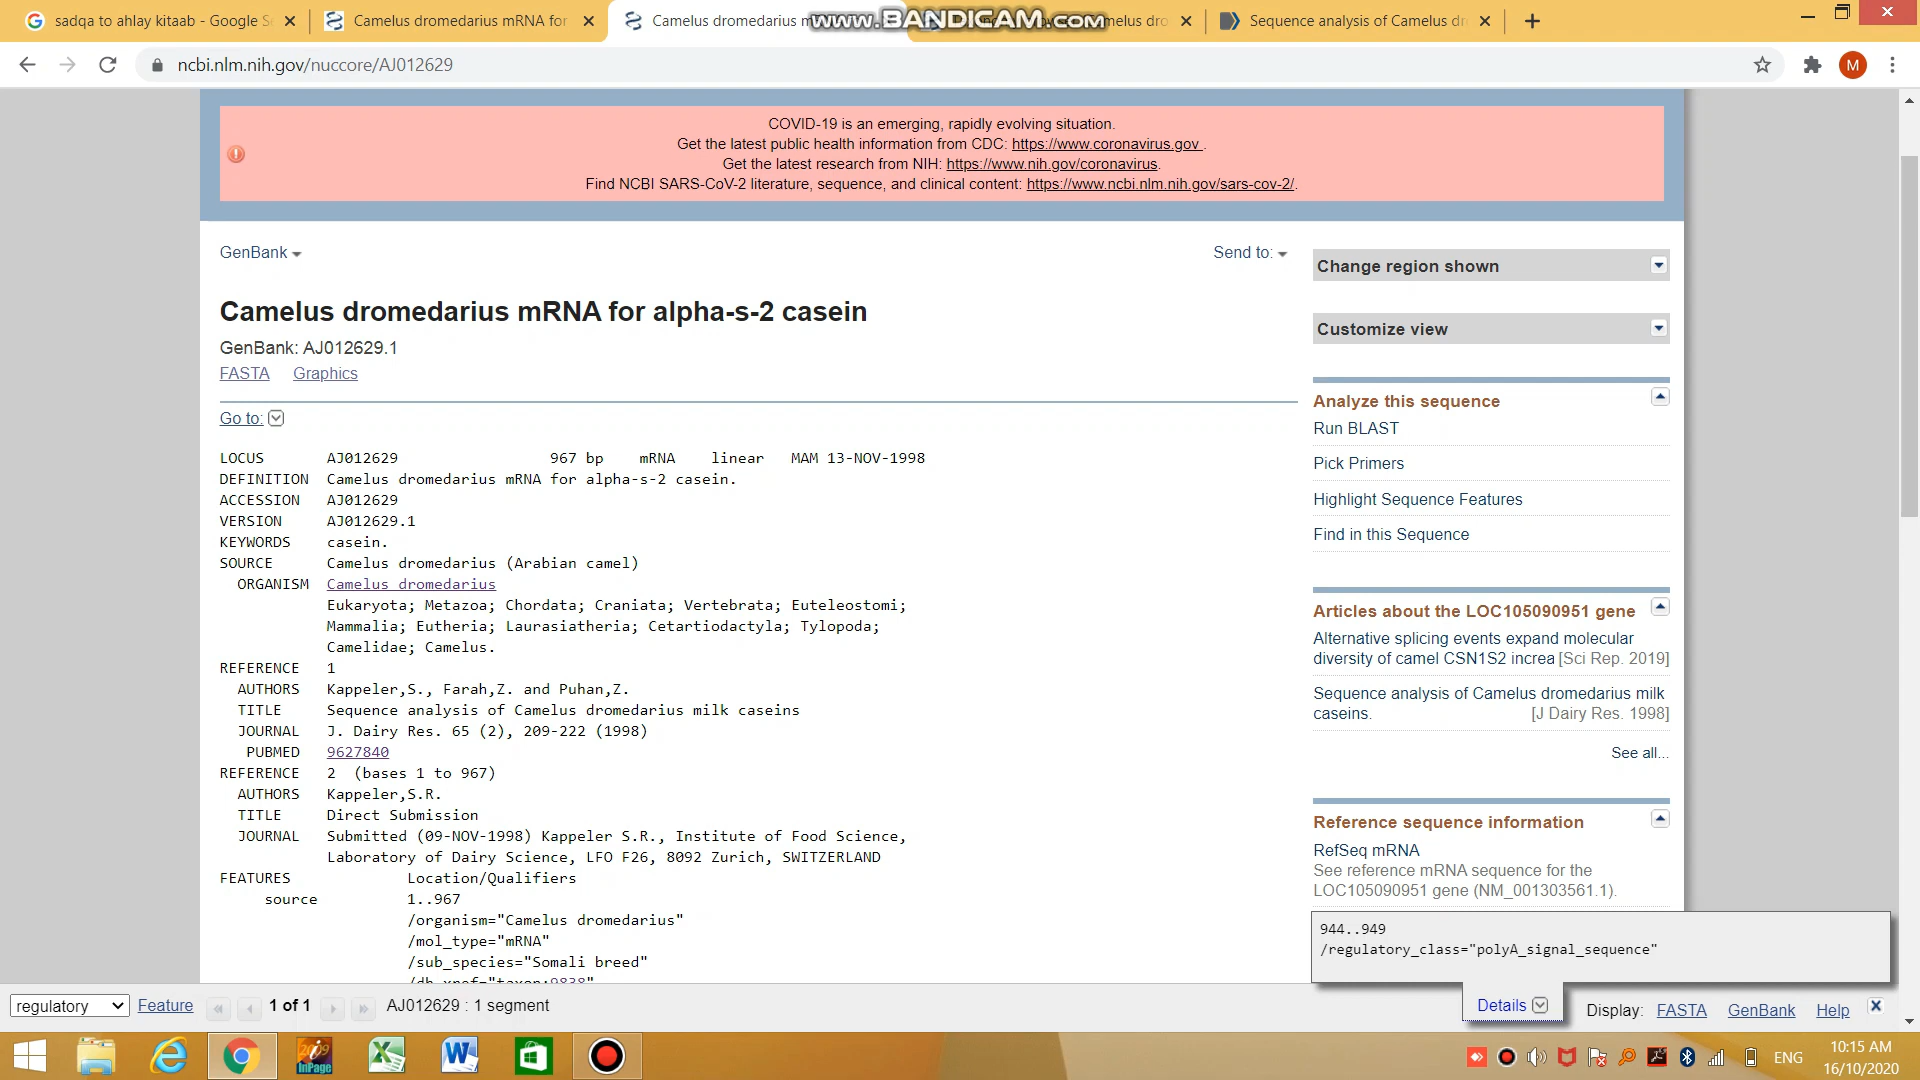 sadqa to ahlay kitaab - Google Se
Camelus dromedarius mRNA for
Camelus dromedarius m
www.BANDICAM.com
melus dro
Sequence analysis of Camelus dr
ncbi.nlm.nih.gov/nuccore/AJ012629
M
COVID-19 is an emerging, rapidly evolving situation.
Get the latest public health information from CDC: https://www.coronavirus.gov .
Get the latest research from NIH: https://www.nih.gov/coronavirus.
Find NCBI SARS-CoV-2 literature, sequence, and clinical content: https://www.ncbi.nlm.nih.gov/sars-cov-2/.
GenBank
Send to:
Camelus dromedarius mRNA for alpha-s-2 casein
GenBank: AJ012629.1
FASTA Graphics
Go to:
LOCUS AJ012629 967 bp mRNA linear MAM 13-NOV-1998
DEFINITION Camelus dromedarius mRNA for alpha-s-2 casein.
ACCESSION AJ012629
VERSION AJ012629.1
KEYWORDS casein.
SOURCE Camelus dromedarius (Arabian camel)
ORGANISM Camelus dromedarius
Eukaryota; Metazoa; Chordata; Craniata; Vertebrata; Euteleostomi;
Mammalia; Eutheria; Laurasiatheria; Cetartiodactyla; Tylopoda;
Camelidae; Camelus.
REFERENCE 1
AUTHORS Kappeler,S., Farah,Z. and Puhan,Z.
TITLE Sequence analysis of Camelus dromedarius milk caseins
JOURNAL J. Dairy Res. 65 (2), 209-222 (1998)
PUBMED 9627840
REFERENCE 2 (bases 1 to 967)
AUTHORS Kappeler,S.R.
TITLE Direct Submission
JOURNAL Submitted (09-NOV-1998) Kappeler S.R., Institute of Food Science,
Laboratory of Dairy Science, LFO F26, 8092 Zurich, SWITZERLAND
FEATURES Location/Qualifiers
source 1..967
/organism="Camelus dromedarius"
/mol_type="mRNA"
/sub_species="Somali breed"
/db_xref="taxon:9838"
Change region shown
Customize view
Analyze this sequence
Run BLAST
Pick Primers
Highlight Sequence Features
Find in this Sequence
Articles about the LOC105090951 gene
Alternative splicing events expand molecular
diversity of camel CSN1S2 increa [Sci Rep. 2019]
Sequence analysis of Camelus dromedarius milk
caseins. [J Dairy Res. 1998]
See all...
Reference sequence information
RefSeq mRNA
See reference mRNA sequence for the
LOC105090951 gene (NM_001303561.1).
944..949
/regulatory_class="polyA_signal_sequence"
regulatory Feature 1 of 1 AJ012629 : 1 segment
Details Display: FASTA GenBank Help
2009
InPage
ENG
10:15 AM
16/10/2020